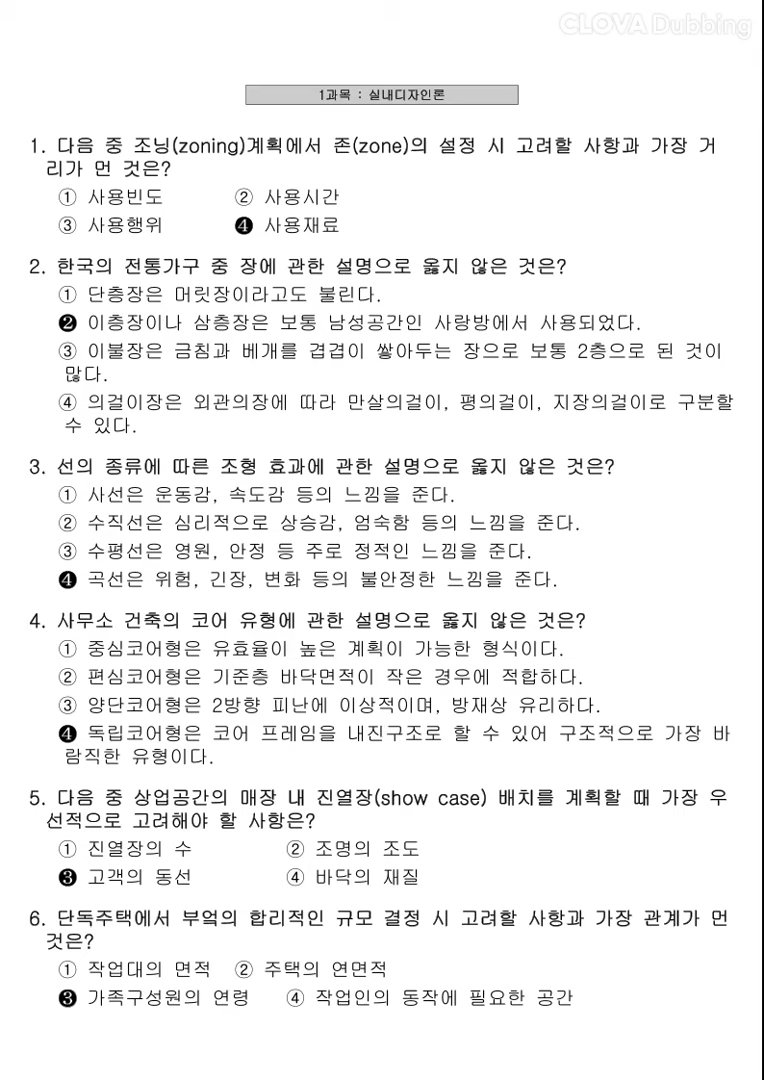 CLOVA Dubbing
1과목 : 실내디자인론
1. 다음 중 조닝(zoning)계획에서 존(zone)의 설정 시 고려할 사항과 가장 거
리가 먼 것은?
① 사용빈도 ② 사용시간
③ 사용행위 ❹ 사용재료
2. 한국의 전통가구 중 장에 관한 설명으로 옳지 않은 것은?
① 단층장은 머릿장이라고도 불린다.
❷ 이층장이나 삼층장은 보통 남성공간인 사랑방에서 사용되었다.
③ 이불장은 금침과 베개를 겹겹이 쌓아두는 장으로 보통 2층으로 된 것이
많다.
④ 의걸이장은 외관의장에 따라 만살의걸이, 평의걸이, 지장의걸이로 구분할
수 있다.
3. 선의 종류에 따른 조형 효과에 관한 설명으로 옳지 않은 것은?
① 사선은 운동감, 속도감 등의 느낌을 준다.
② 수직선은 심리적으로 상승감, 엄숙함 등의 느낌을 준다.
③ 수평선은 영원, 안정 등 주로 정적인 느낌을 준다.
❹ 곡선은 위험, 긴장, 변화 등의 불안정한 느낌을 준다.
4. 사무소 건축의 코어 유형에 관한 설명으로 옳지 않은 것은?
① 중심코어형은 유효율이 높은 계획이 가능한 형식이다.
② 편심코어형은 기준층 바닥면적이 작은 경우에 적합하다.
③ 양단코어형은 2방향 피난에 이상적이며, 방재상 유리하다.
❹ 독립코어형은 코어 프레임을 내진구조로 할 수 있어 구조적으로 가장 바
람직한 유형이다.
5. 다음 중 상업공간의 매장 내 진열장(show case) 배치를 계획할 때 가장 우
선적으로 고려해야 할 사항은?
① 진열장의 수 ② 조명의 조도
❸ 고객의 동선 ④ 바닥의 재질
6. 단독주택에서 부엌의 합리적인 규모 결정 시 고려할 사항과 가장 관계가 먼
것은?
① 작업대의 면적 ② 주택의 연면적
❸ 가족구성원의 연령 ④ 작업인의 동작에 필요한 공간